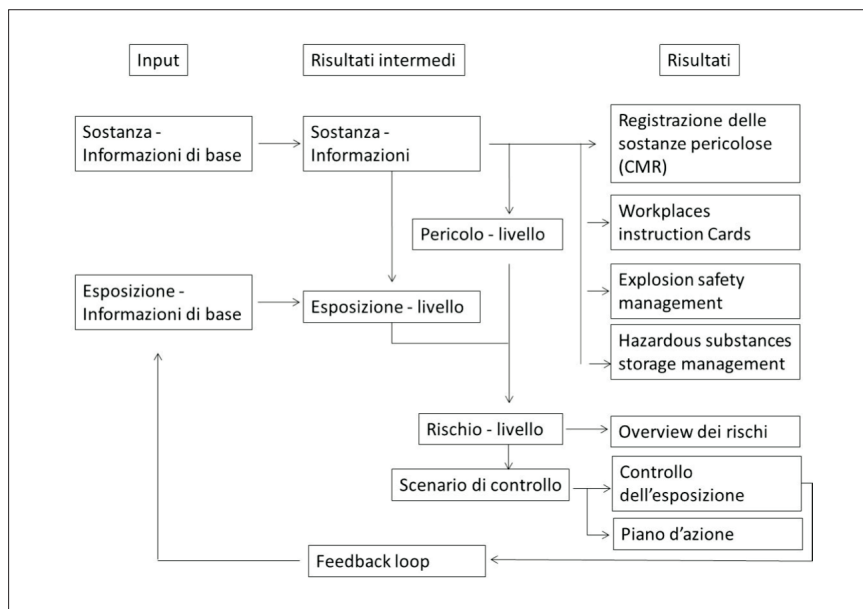 Input
Risultati intermedi
Risultati
Sostanza -
Informazioni di base
Sostanza -
Informazioni
Registrazione delle
sostanze pericolose
(CMR)
Pericolo - livello
Workplaces
instruction Cards
Esposizione -
Informazioni di base
Esposizione - livello
Explosion safety
management
Hazardous substances
storage management
Rischio - livello
Overview dei rischi
Scenario di controllo
Controllo
dell'esposizione
Piano d'azione
Feedback loop